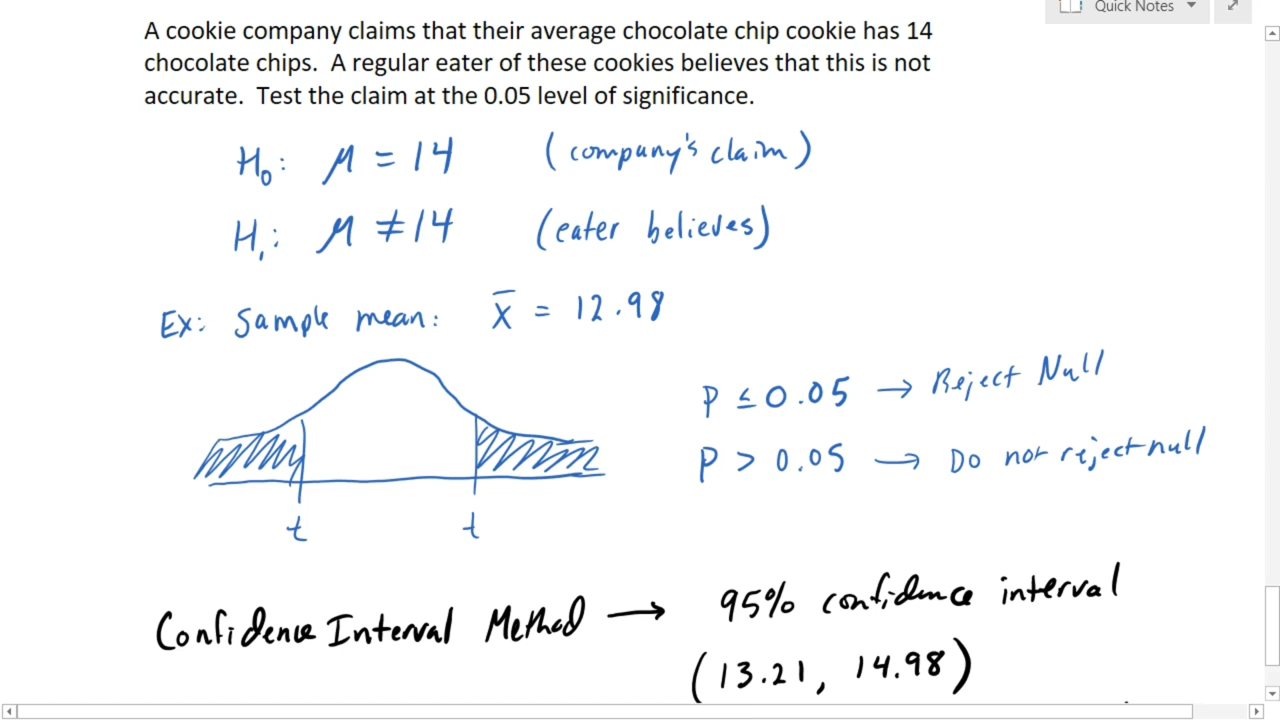 Quick Notes
A cookie company claims that their average chocolate chip cookie has 14
chocolate chips. A regular eater of these cookies believes that this is not
accurate. Test the claim at the 0.05 level of significance.
H₀: μ = 14 (company's claim)
H₁: μ ≠ 14 (eater believes)
Ex: Sample mean: x̄ = 12.98
P ≤ 0.05 → Reject Null
P > 0.05 → Do not reject null
t t
Confidence Interval Method → 95% confidence interval
(13.21, 14.98)